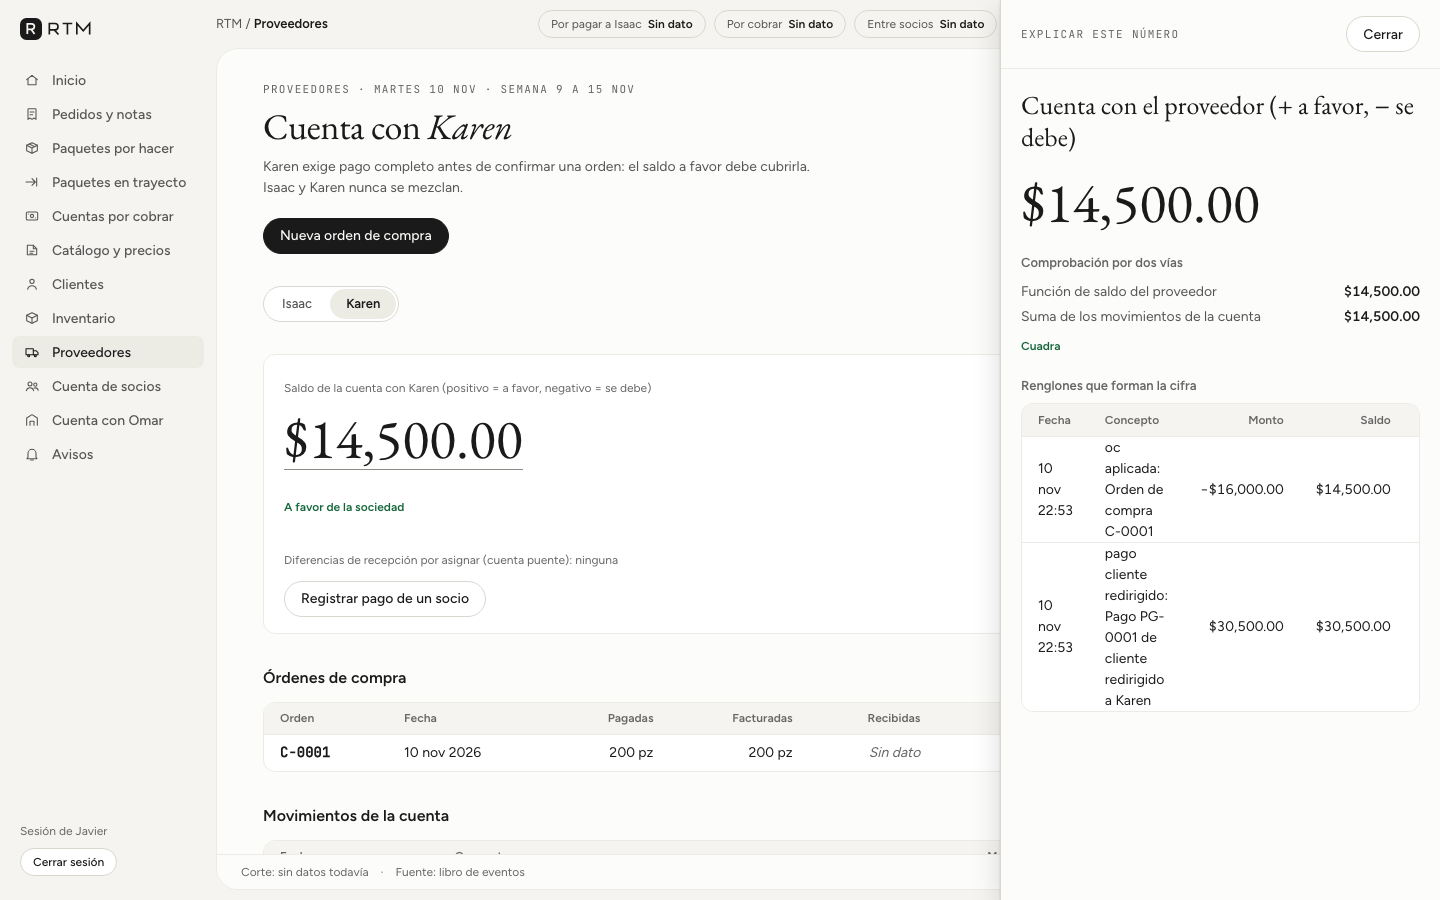 R RTM
Inicio
Pedidos y notas
Paquetes por hacer
Paquetes en trayecto
Cuentas por cobrar
Catálogo y precios
Clientes
Inventario
Proveedores
Cuenta de socios
Cuenta con Omar
Avisos
Sesión de Javier
Cerrar sesión
RTM / Proveedores
Por pagar a Isaac Sin dato
Por cobrar Sin dato
Entre socios Sin dato
PROVEEDORES · MARTES 10 NOV · SEMANA 9 A 15 NOV
Cuenta con Karen
Karen exige pago completo antes de confirmar una orden: el saldo a favor debe cubrirla.
Isaac y Karen nunca se mezclan.
Nueva orden de compra
Isaac Karen
Saldo de la cuenta con Karen (positivo = a favor, negativo = se debe)
$14,500.00
A favor de la sociedad
Diferencias de recepción por asignar (cuenta puente): ninguna
Registrar pago de un socio
Órdenes de compra
Orden Fecha Pagadas Facturadas Recibidas
C-0001 10 nov 2026 200 pz 200 pz Sin dato
Movimientos de la cuenta
Corte: sin datos todavía · Fuente: libro de eventos
EXPLICAR ESTE NÚMERO
Cerrar
Cuenta con el proveedor (+ a favor, − se
debe)
$14,500.00
Comprobación por dos vías
Función de saldo del proveedor $14,500.00
Suma de los movimientos de la cuenta $14,500.00
Cuadra
Renglones que forman la cifra
Fecha Concepto Monto Saldo
10
nov
22:53
oc
aplicada:
Orden de
compra
C-0001
−$16,000.00 $14,500.00
10
nov
22:53
pago
cliente
redirigido:
Pago PG-
0001 de
cliente
redirigido
a Karen
$30,500.00 $30,500.00